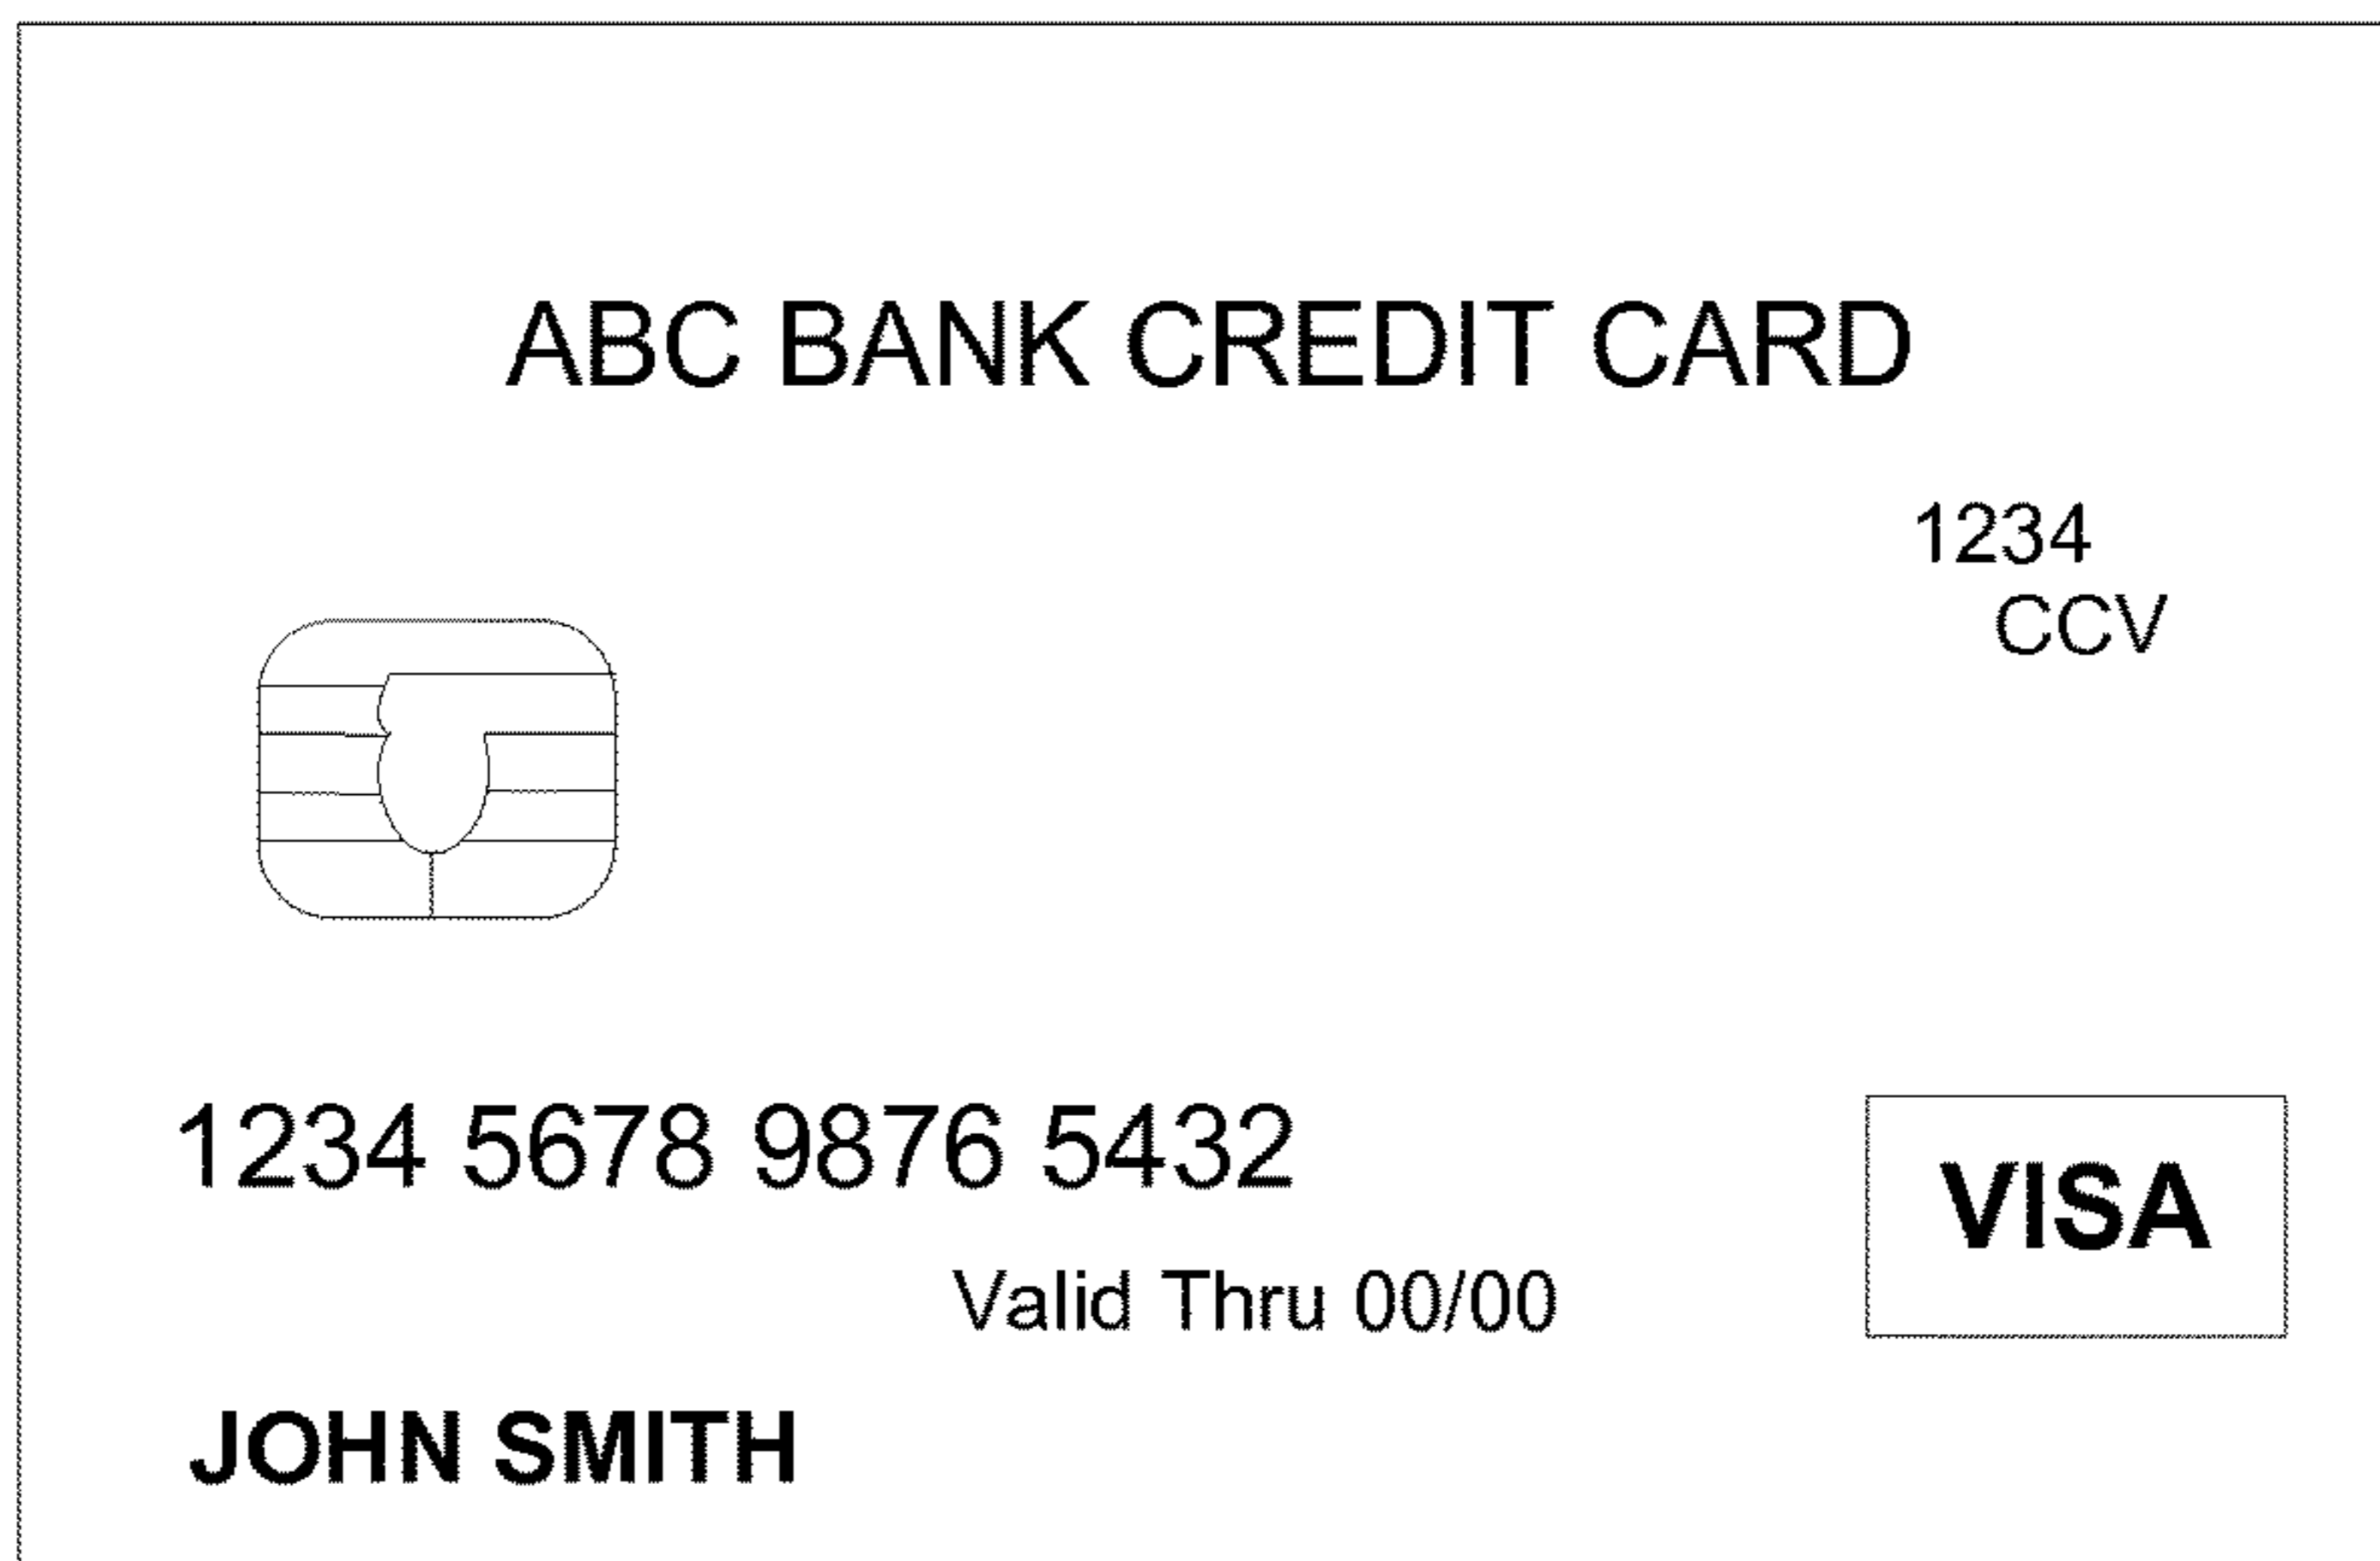 ABC BANK CREDIT CARD
1234
CCV
1234 5678 9876 5432
VISA
Valid Thru 00/00
JOHN SMITH